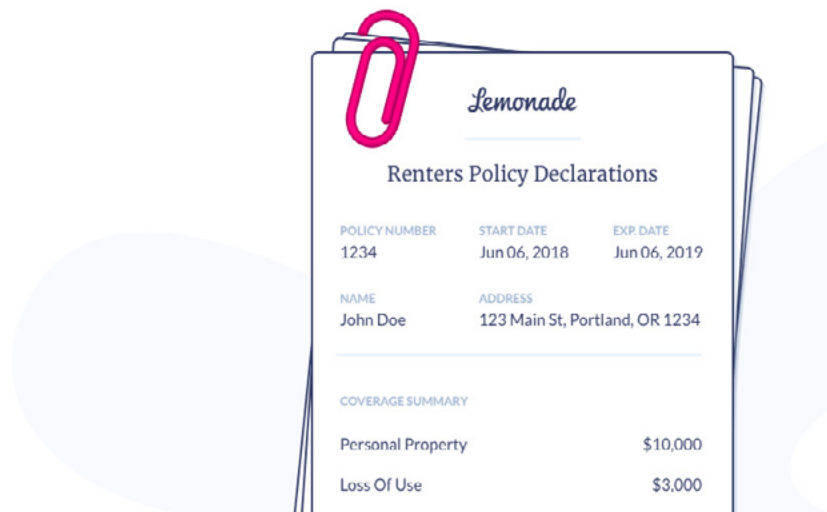 Lemonade
Renters Policy Declarations
POLICY NUMBER START DATE EXP. DATE
1234 Jun 06, 2018 Jun 06, 2019
NAME ADDRESS
John Doe 123 Main St, Portland, OR 1234
COVERAGE SUMMARY
Personal Property $10,000
Loss Of Use $3,000